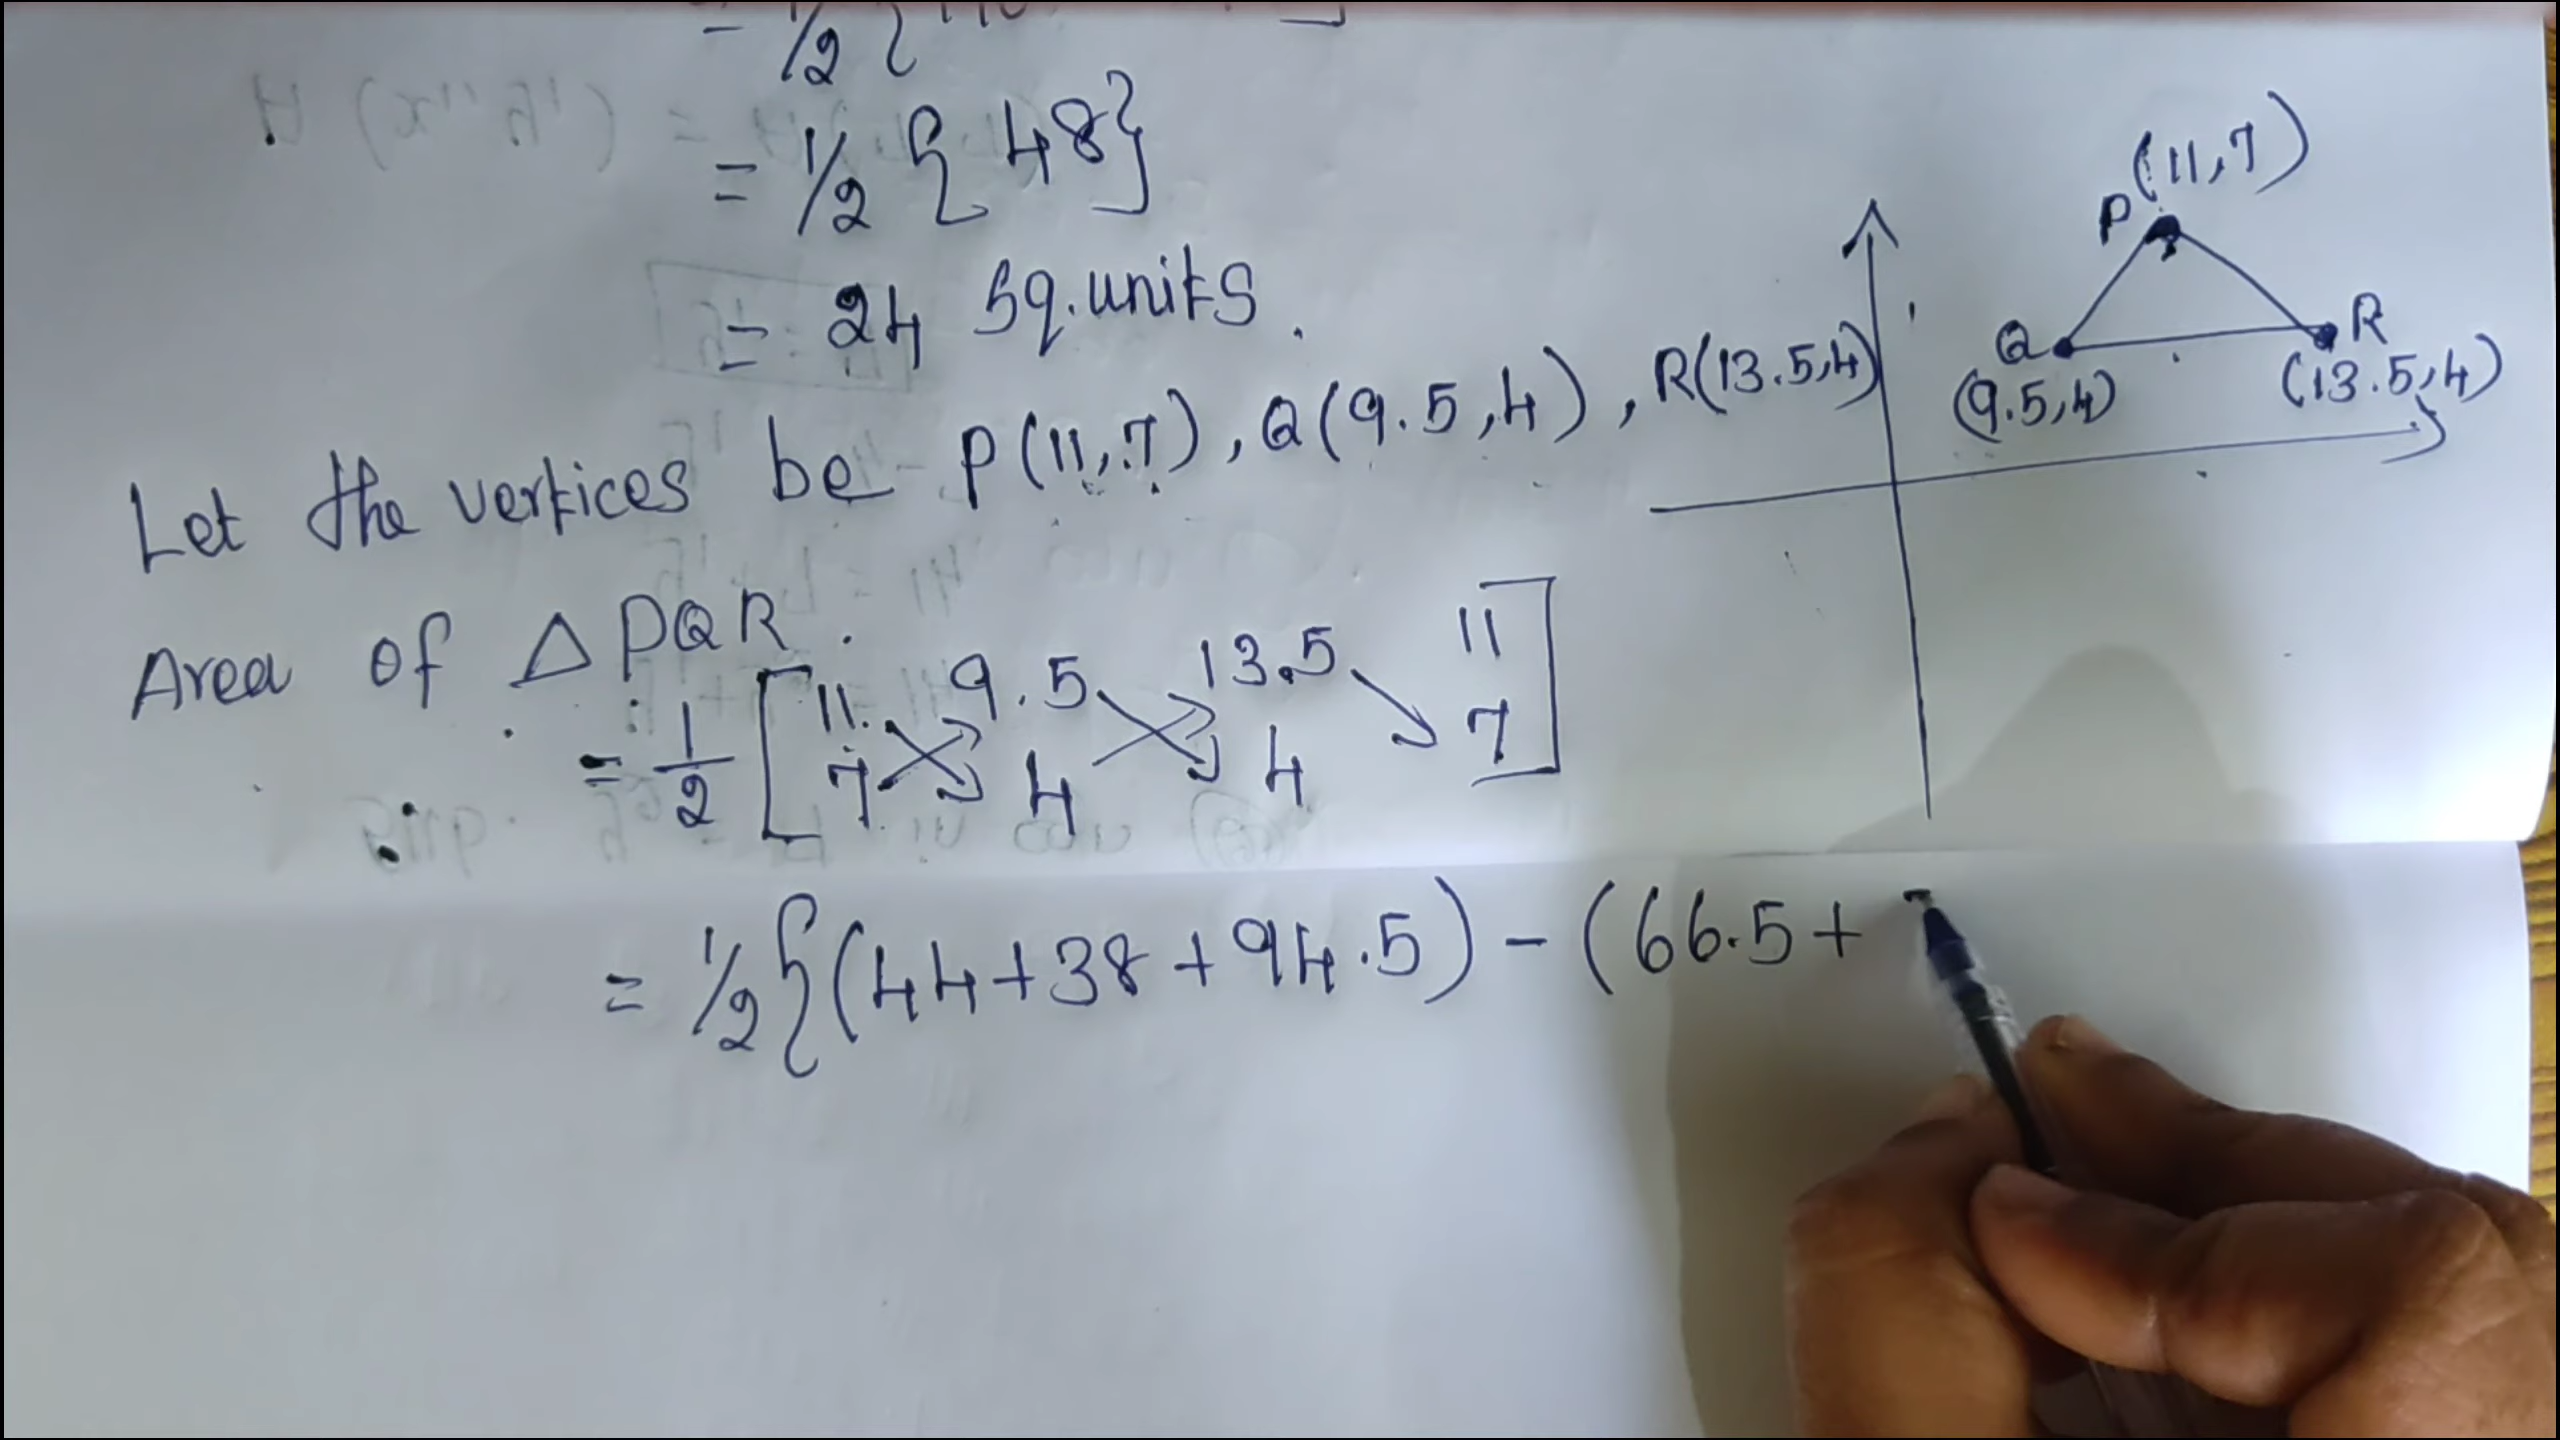 = 1/2 {
= 1/2 { 48 }
= 24 Sq.units.
Let the vertices be P(11,7), Q(9.5,4), R(13.5,4)
P (11,7)
Q (9.5,4)
R (13.5,4)
Area of △ PQR.
= 1/2 [ 11 9.5 13.5 11
7 4 4 7 ]
= 1/2 { (44+38+94.5) - (66.5+